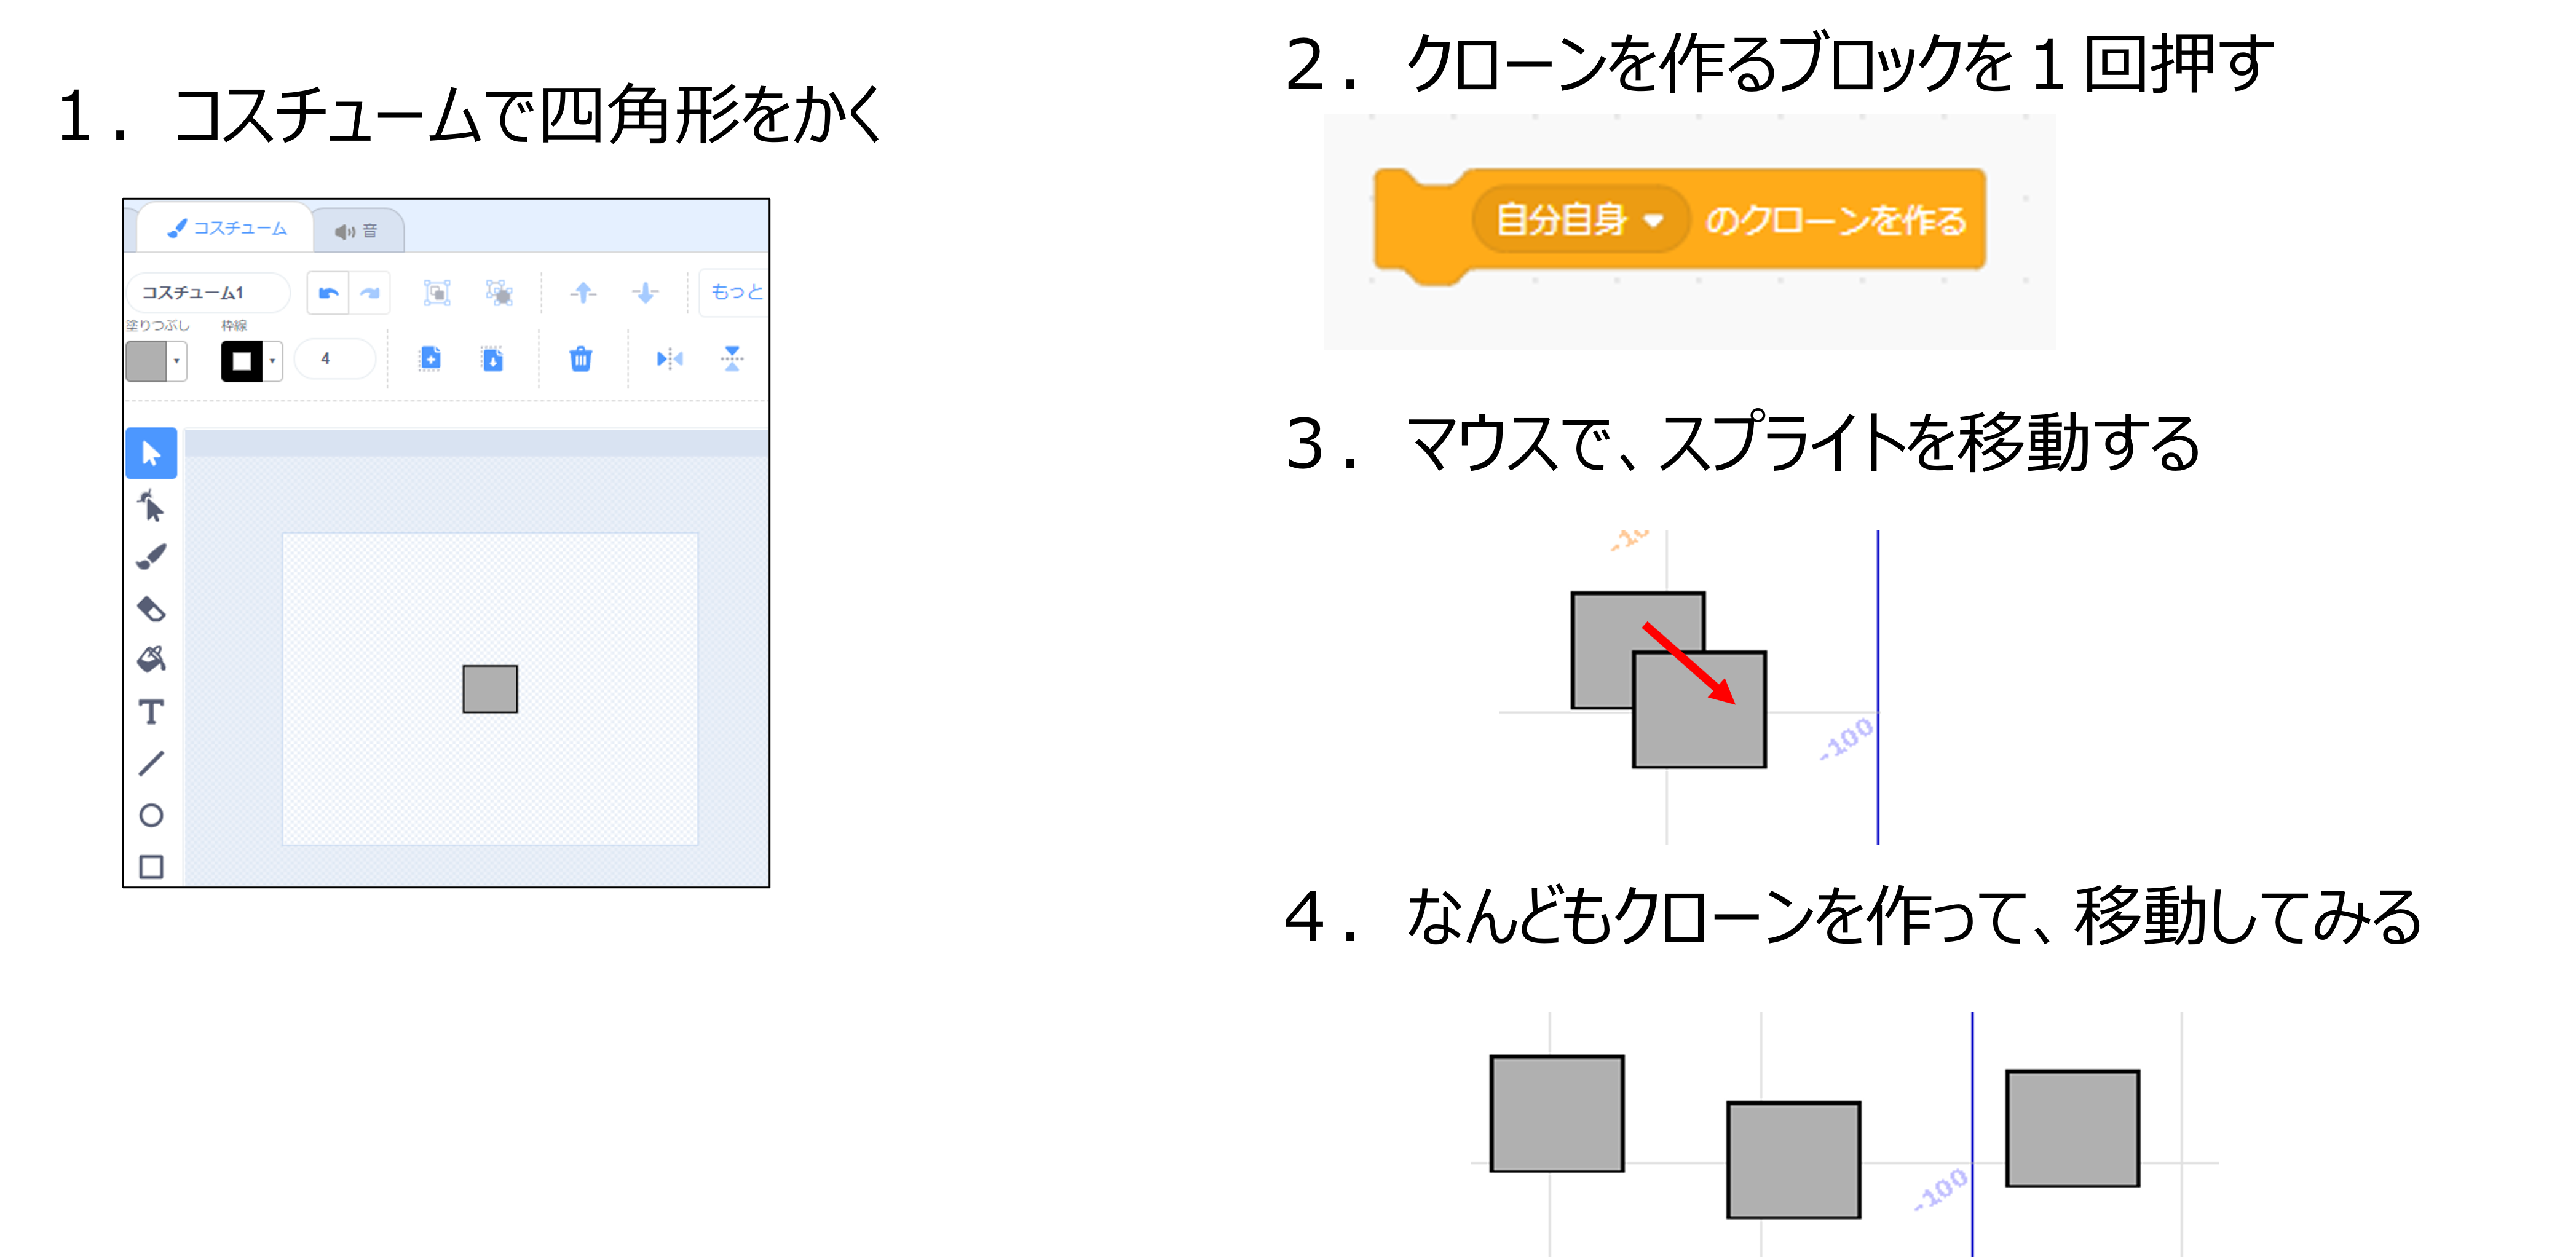 １．コスチュームで四角形をかく
コスチューム
音
コスチューム1
もっと
塗りつぶし
枠線
4
２．クローンを作るブロックを１回押す
自分自身 のクローンを作る
３．マウスで、スプライトを移動する
-100
４．なんどもクローンを作って、移動してみる
-100